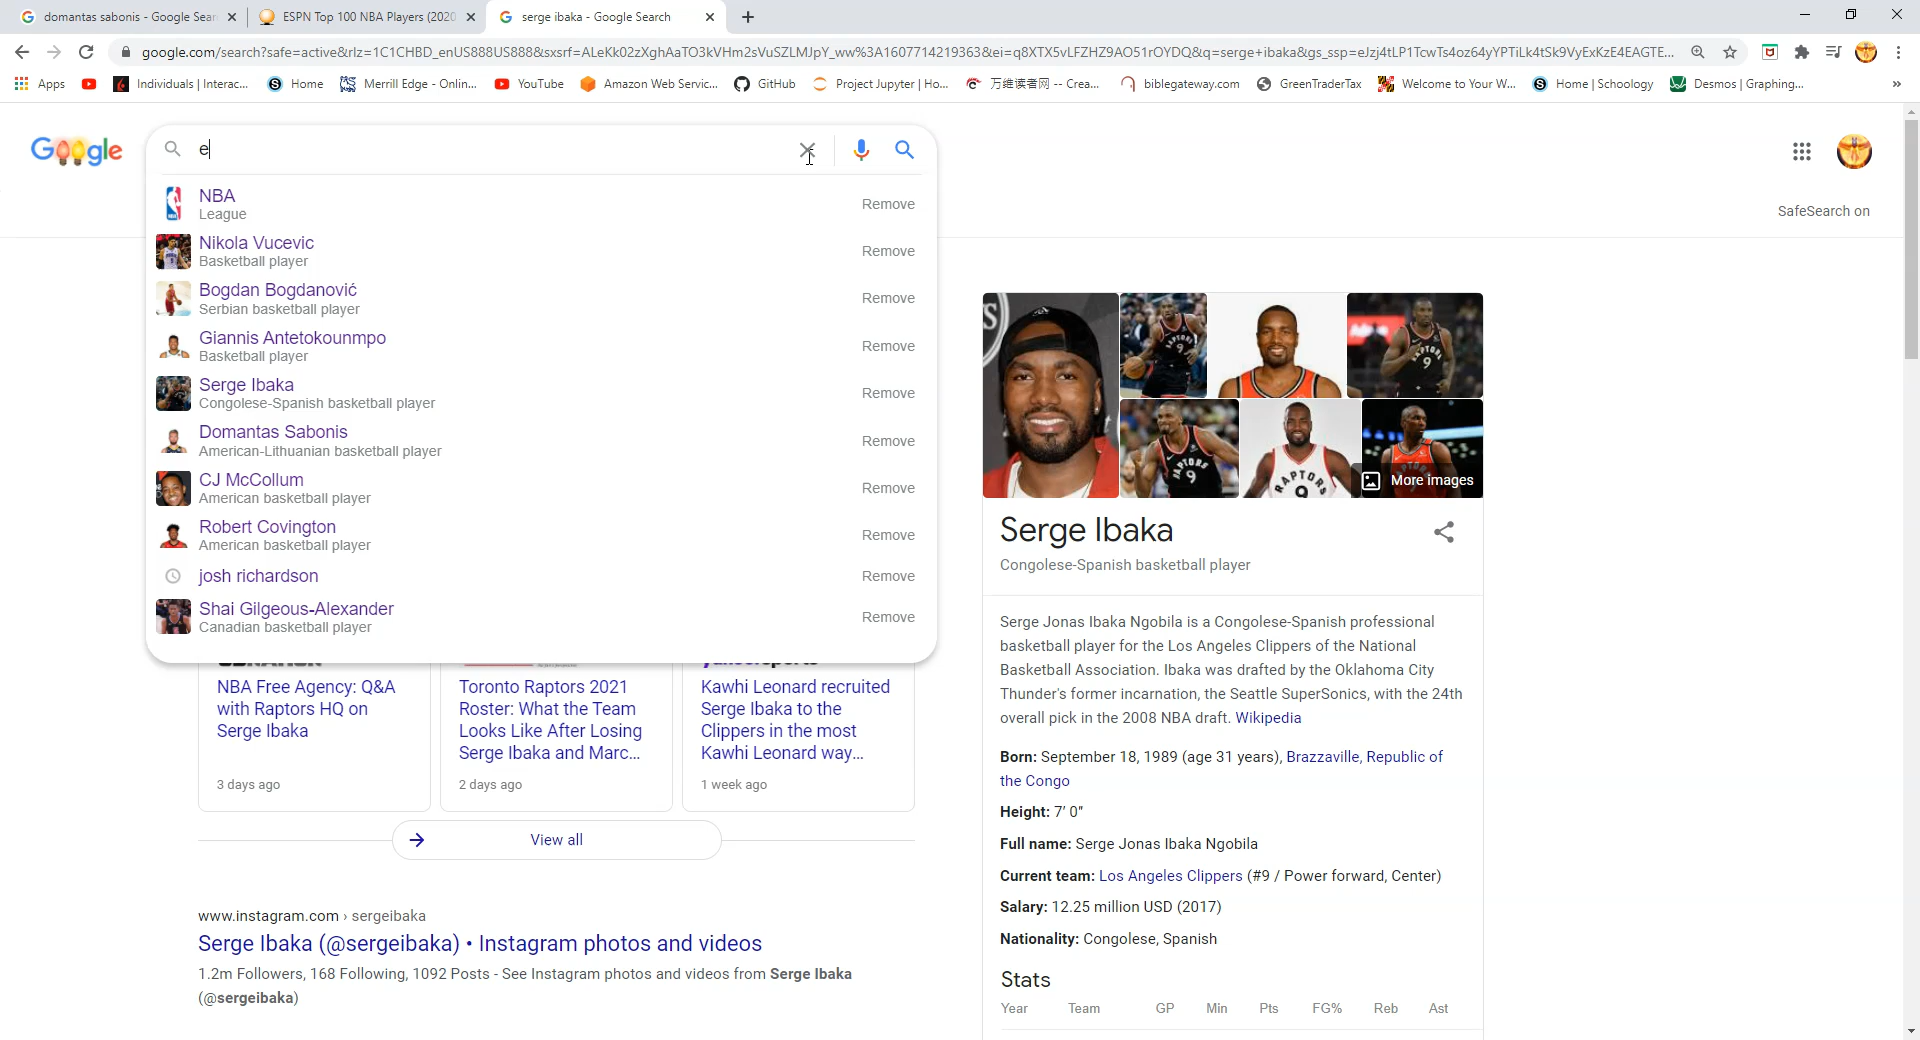 domantas sabonis - Google Sear
ESPN Top 100 NBA Players (2020
serge ibaka - Google Search
google.com/search?safe=active&rlz=1C1CHBD_enUS888US888&sxsrf=ALeKk02zXghAaTO3kVHm2sVuSZLMJpY_ww%3A1607714219363&ei=q8XTX5vLFZHZ9AO51rOYDQ&q=serge+ibaka&gs_ssp=eJzj4tLP1TcwTs4oz64yYPTiLk4tSk9VyExKzE4EAGTE...
Apps
Individuals | Interac...
Home
Merrill Edge - Onlin...
YouTube
Amazon Web Servic...
GitHub
Project Jupyter | Ho...
万维读者网 -- Crea...
biblegateway.com
GreenTraderTax
Welcome to Your W...
Home | Schoology
Desmos | Graphing...
Google
e
SafeSearch on
NBA
League
Remove
Nikola Vucevic
Basketball player
Remove
Bogdan Bogdanović
Serbian basketball player
Remove
Giannis Antetokounmpo
Basketball player
Remove
Serge Ibaka
Congolese-Spanish basketball player
Remove
Domantas Sabonis
American-Lithuanian basketball player
Remove
CJ McCollum
American basketball player
Remove
Robert Covington
American basketball player
Remove
josh richardson
Remove
Shai Gilgeous-Alexander
Canadian basketball player
Remove
NBA Free Agency: Q&A
with Raptors HQ on
Serge Ibaka
3 days ago
Toronto Raptors 2021
Roster: What the Team
Looks Like After Losing
Serge Ibaka and Marc...
2 days ago
Kawhi Leonard recruited
Serge Ibaka to the
Clippers in the most
Kawhi Leonard way...
1 week ago
View all
www.instagram.com › sergeibaka
Serge Ibaka (@sergeibaka) • Instagram photos and videos
1.2m Followers, 168 Following, 1092 Posts - See Instagram photos and videos from Serge Ibaka
(@sergeibaka)
More images
Serge Ibaka
Congolese-Spanish basketball player
Serge Jonas Ibaka Ngobila is a Congolese-Spanish professional
basketball player for the Los Angeles Clippers of the National
Basketball Association. Ibaka was drafted by the Oklahoma City
Thunder's former incarnation, the Seattle SuperSonics, with the 24th
overall pick in the 2008 NBA draft. Wikipedia
Born: September 18, 1989 (age 31 years), Brazzaville, Republic of
the Congo
Height: 7′ 0″
Full name: Serge Jonas Ibaka Ngobila
Current team: Los Angeles Clippers (#9 / Power forward, Center)
Salary: 12.25 million USD (2017)
Nationality: Congolese, Spanish
Stats
Year Team GP Min Pts FG% Reb Ast